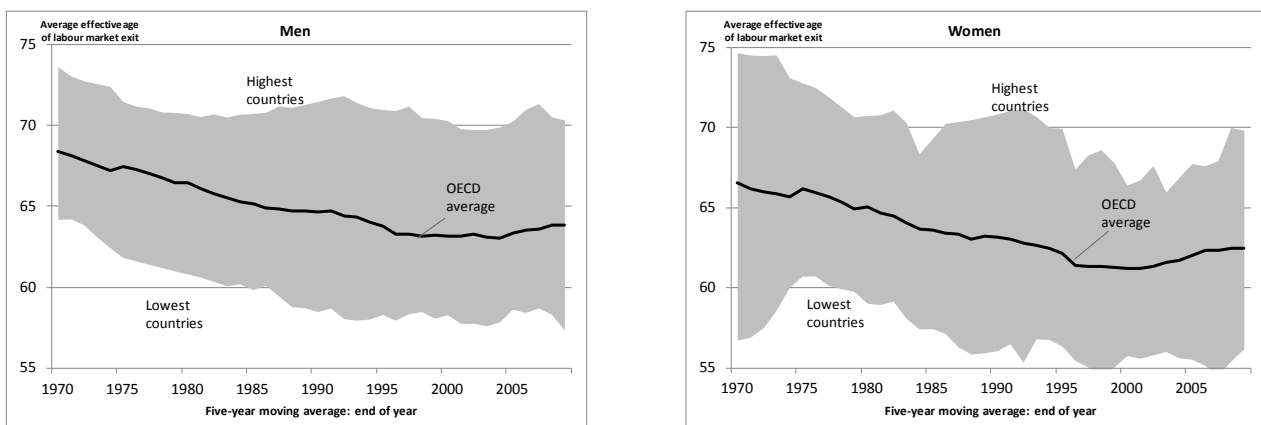 Average effective age
of labour market exit
Men
75
70
65
60
55
Highest
countries
OECD
average
Lowest
countries
1970 1975 1980 1985 1990 1995 2000 2005
Five-year moving average: end of year
Average effective age
of labour market exit
Women
75
70
65
60
55
Highest
countries
OECD
average
Lowest
countries
1970 1975 1980 1985 1990 1995 2000 2005
Five-year moving average: end of year